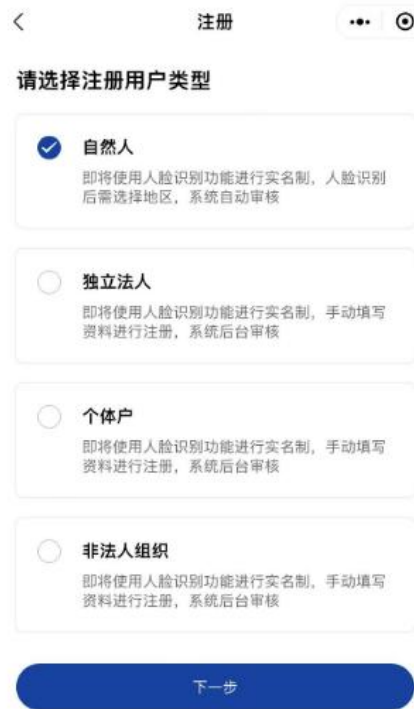 注册
请选择注册用户类型
自然人
即将使用人脸识别功能进行实名制，人脸识别
后需选择地区，系统自动审核
独立法人
即将使用人脸识别功能进行实名制，手动填写
资料进行注册，系统后台审核
个体户
即将使用人脸识别功能进行实名制，手动填写
资料进行注册，系统后台审核
非法人组织
即将使用人脸识别功能进行实名制，手动填写
资料进行注册，系统后台审核
下一步